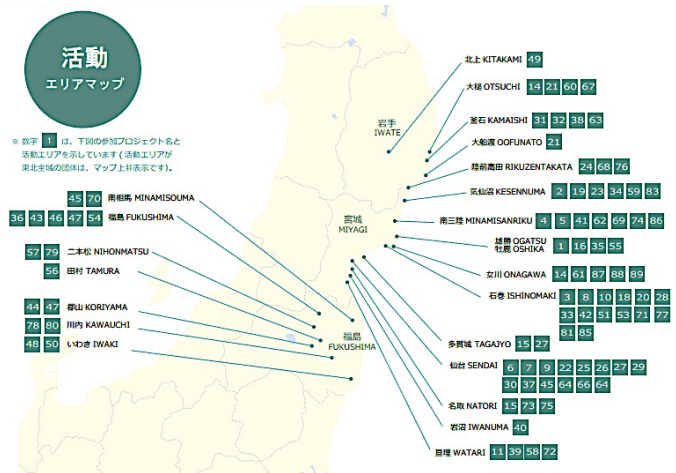 活動
エリアマップ
※ 数字 1 は、下図の参加プロジェクト名と
活動エリアを示しています(活動エリアが
東北全域の団体は、マップ上非表示です)。
岩手
IWATE
宮城
MIYAGI
福島
FUKUSHIMA
北上 KITAKAMI 49
大槌 OTSUCHI 14 21 60 67
釜石 KAMAISHI 31 32 38 63
大船渡 OOFUNATO 21
陸前高田 RIKUZENTAKATA 24 68 76
気仙沼 KESENNUMA 2 19 23 34 59 83
南三陸 MINAMISANRIKU 4 5 41 62 69 74 86
雄勝 OGATSU
牡鹿 OSHIKA 1 16 35 55
女川 ONAGAWA 14 61 87 88 89
石巻 ISHINOMAKI 3 8 10 18 20 28
33 42 51 53 71 77
81 85
多賀城 TAGAJYO 15 27
仙台 SENDAI 6 7 9 22 25 26 27 29
30 37 45 64 66 64
名取 NATORI 15 73 75
岩沼 IWANUMA 40
亘理 WATARI 11 39 58 72
45 70 南相馬 MINAMISOUMA
36 43 46 47 54 福島 FUKUSHIMA
57 79 二本松 NIHONMATSU
56 田村 TAMURA
44 47 郡山 KORIYAMA
78 80 川内 KAWAUCHI
48 50 いわき IWAKI